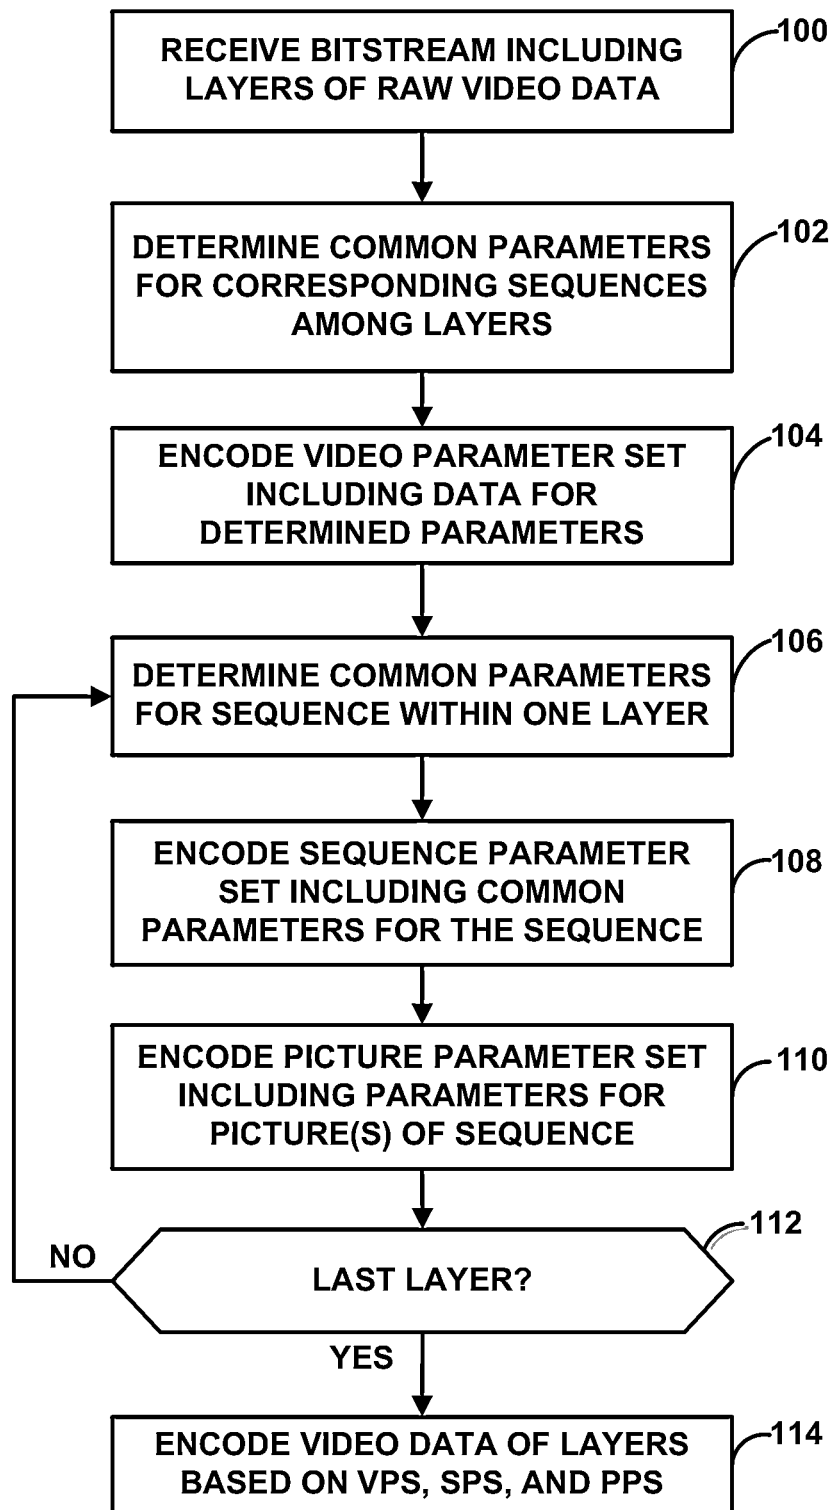 RECEIVE BITSTREAM INCLUDING
LAYERS OF RAW VIDEO DATA
100
DETERMINE COMMON PARAMETERS
FOR CORRESPONDING SEQUENCES
AMONG LAYERS
102
ENCODE VIDEO PARAMETER SET
INCLUDING DATA FOR
DETERMINED PARAMETERS
104
DETERMINE COMMON PARAMETERS
FOR SEQUENCE WITHIN ONE LAYER
106
ENCODE SEQUENCE PARAMETER
SET INCLUDING COMMON
PARAMETERS FOR THE SEQUENCE
108
ENCODE PICTURE PARAMETER SET
INCLUDING PARAMETERS FOR
PICTURE(S) OF SEQUENCE
110
LAST LAYER?
112
NO
YES
ENCODE VIDEO DATA OF LAYERS
BASED ON VPS, SPS, AND PPS
114